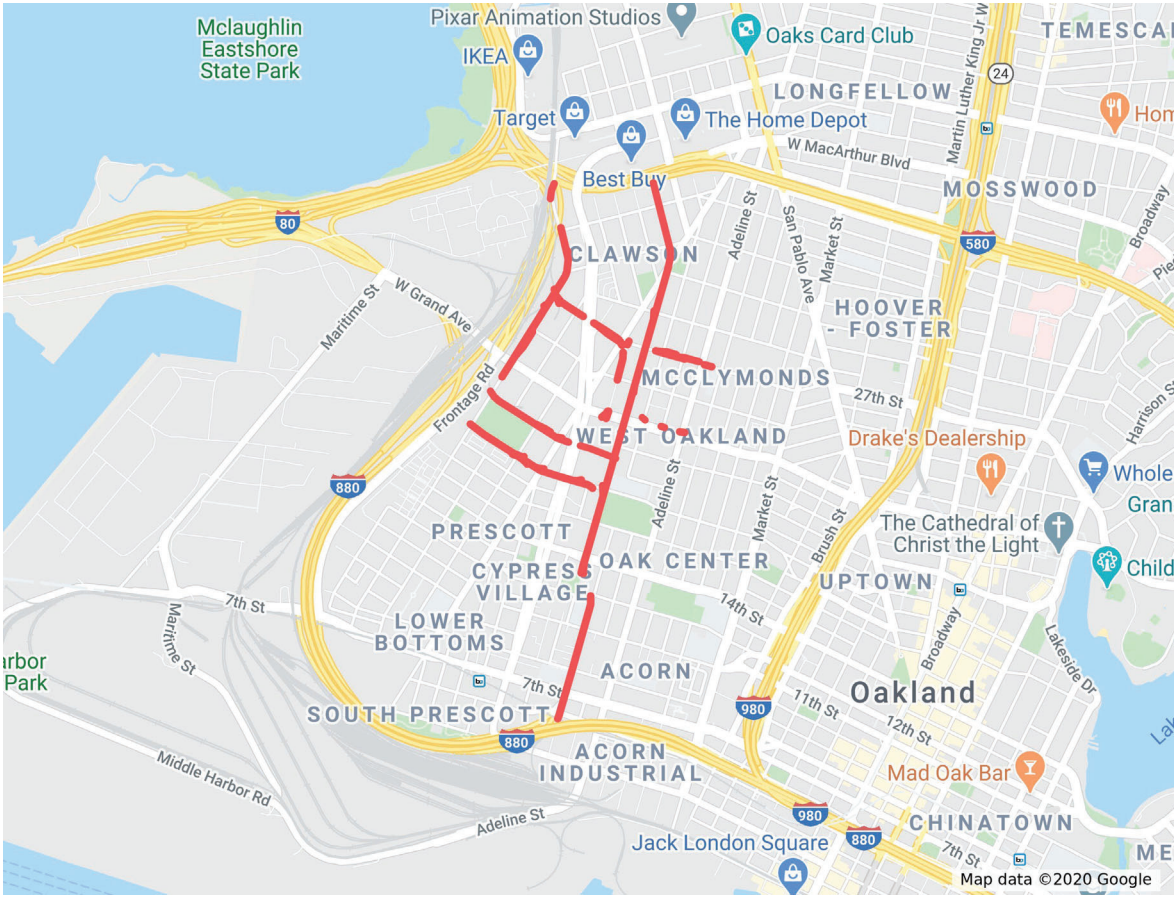 Pixar Animation Studios
Mclaughlin
Eastshore
State Park
IKEA
Oaks Card Club
TEMESCA
24
LONGFELLOW
Martin Luther King Jr W
Target
The Home Depot
Hom
W MacArthur Blvd
Best Buy
MOSSWOOD
80
Adeline St
San Pablo Ave
Market St
Broadway
580
CLAWSON
Pie
Maritime St
W Grand Ave
HOOVER
- FOSTER
MCCLYMONDS
27th St
Harrison St
Frontage Rd
WEST OAKLAND
Drake's Dealership
Whole
880
Adeline St
Market St
Brush St
Gran
PRESCOTT
The Cathedral of
Christ the Light
OAK CENTER
CYPRESS
VILLAGE
UPTOWN
Child
7th St
14th St
Maritime St
LOWER
BOTTOMS
Broadway
Lakeside Dr
arbor
Park
ACORN
7th St
Oakland
11th St
980
SOUTH PRESCOTT
12th St
880
ACORN
INDUSTRIAL
Lak
Middle Harbor Rd
Mad Oak Bar
Adeline St
980
CHINATOWN
880
Jack London Square
7th St
ME
Map data ©2020 Google